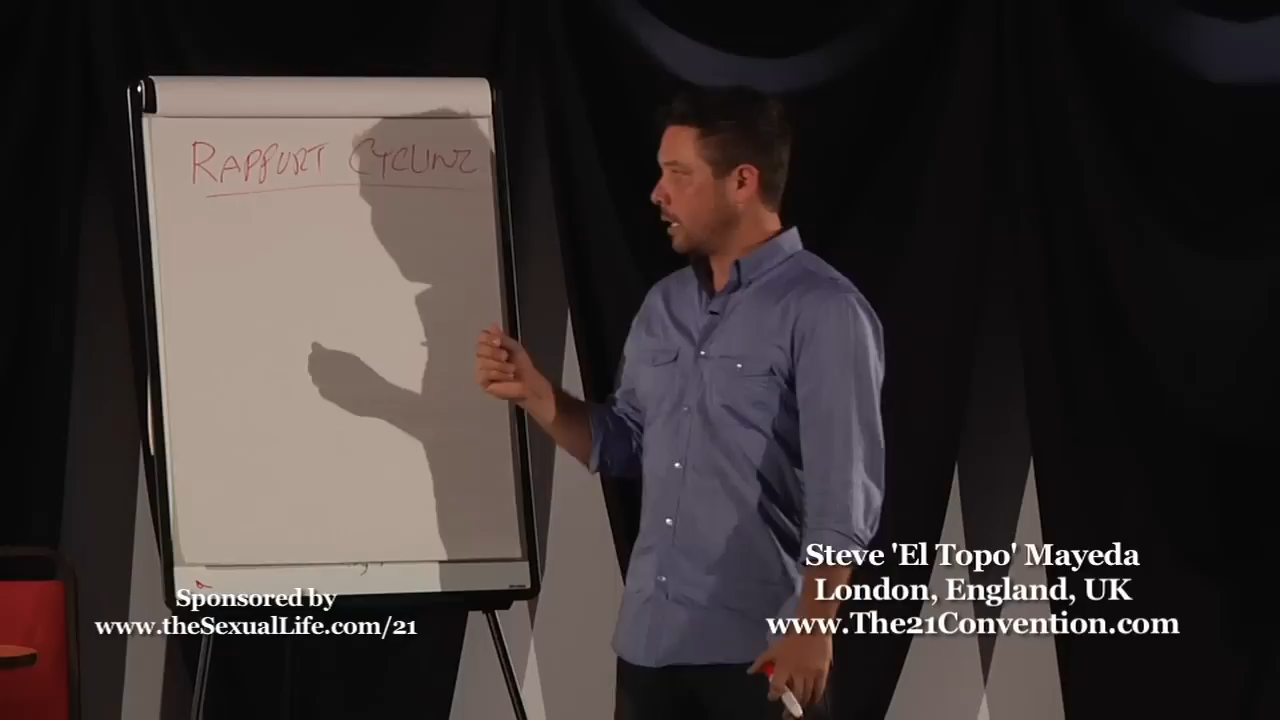 RAPPORT CYCLING
Sponsored by
www.theSexualLife.com/21
Steve 'El Topo' Mayeda
London, England, UK
www.The21Convention.com